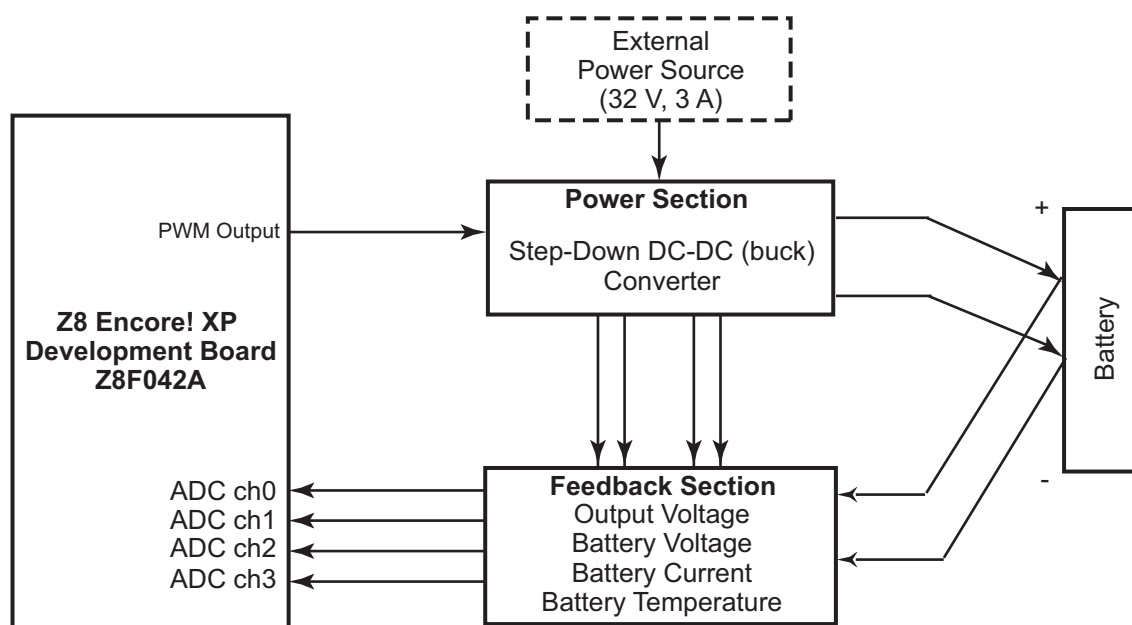 External
Power Source
(32 V, 3 A)
Power Section
Step-Down DC-DC (buck)
Converter
PWM Output
Z8 Encore! XP
Development Board
Z8F042A
+
Battery
-
ADC ch0
ADC ch1
ADC ch2
ADC ch3
Feedback Section
Output Voltage
Battery Voltage
Battery Current
Battery Temperature